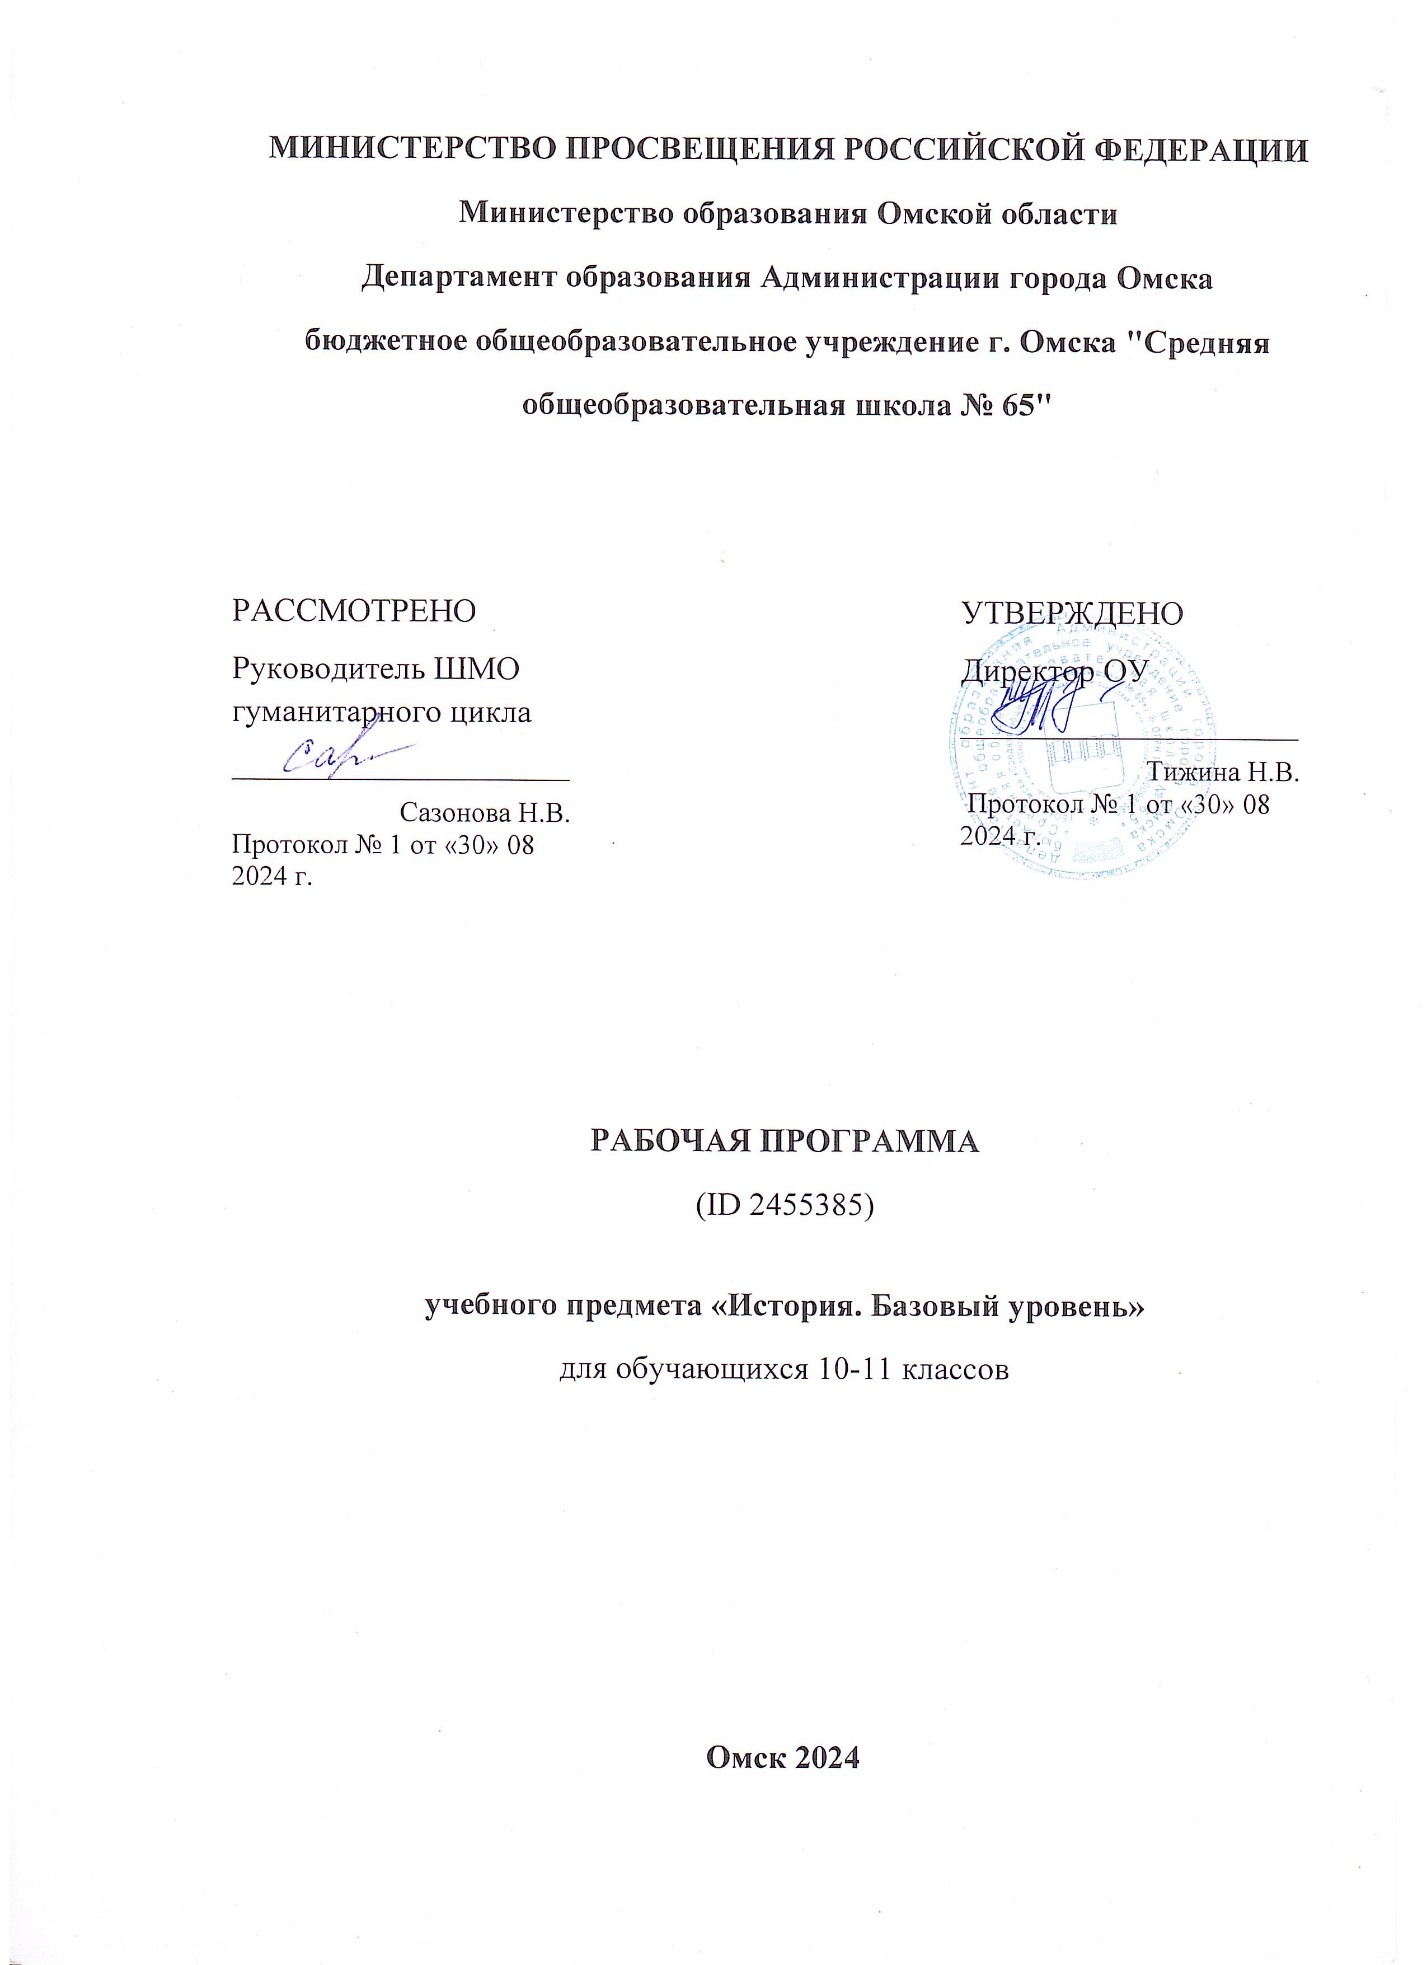 МИНИСТЕРСТВО ПРОСВЕЩЕНИЯ РОССИЙСКОЙ ФЕДЕРАЦИИ
Министерство образования Омской области
Департамент образования Администрации города Омска
бюджетное общеобразовательное учреждение г. Омска "Средняя
общеобразовательная школа № 65"
РАССМОТРЕНО
Руководитель ШМО
гуманитарного цикла
Сазонова Н.В.
Протокол № 1 от «30» 08
2024 г.
УТВЕРЖДЕНО
Директор ОУ
Тижина Н.В.
Протокол № 1 от «30» 08
2024 г.
РАБОЧАЯ ПРОГРАММА
(ID 2455385)
учебного предмета «История. Базовый уровень»
для обучающихся 10-11 классов
Омск 2024